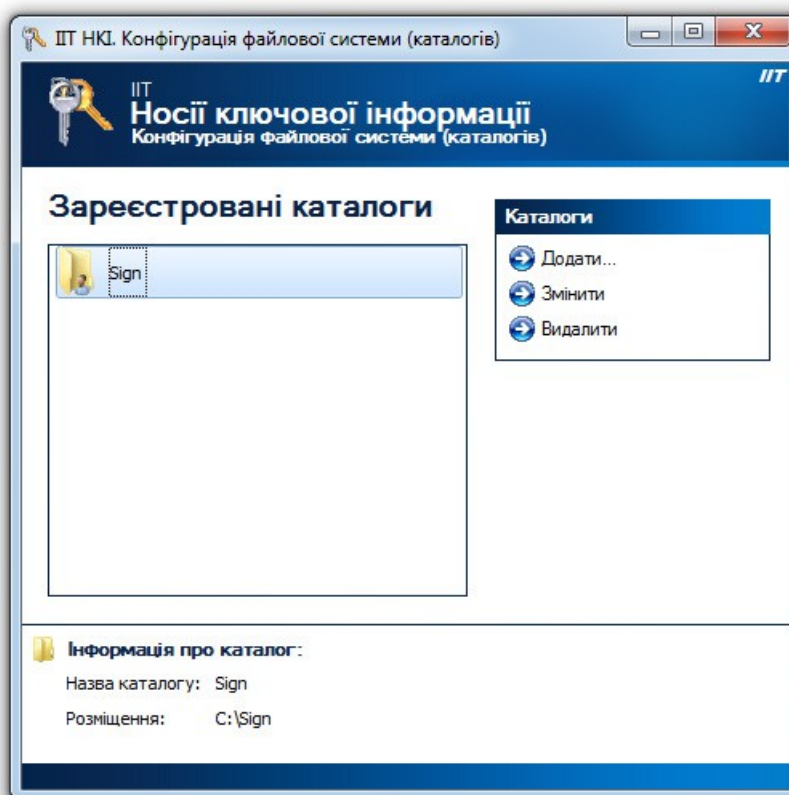 ІІТ НКІ. Конфігурація файлової системи (каталогів)
ІІТ
ІІТ
Носії ключової інформації
Конфігурація файлової системи (каталогів)
Зареєстровані каталоги
Sign
Каталоги
Додати...
Змінити
Видалити
Інформація про каталог:
Назва каталогу: Sign
Розміщення: C:\Sign